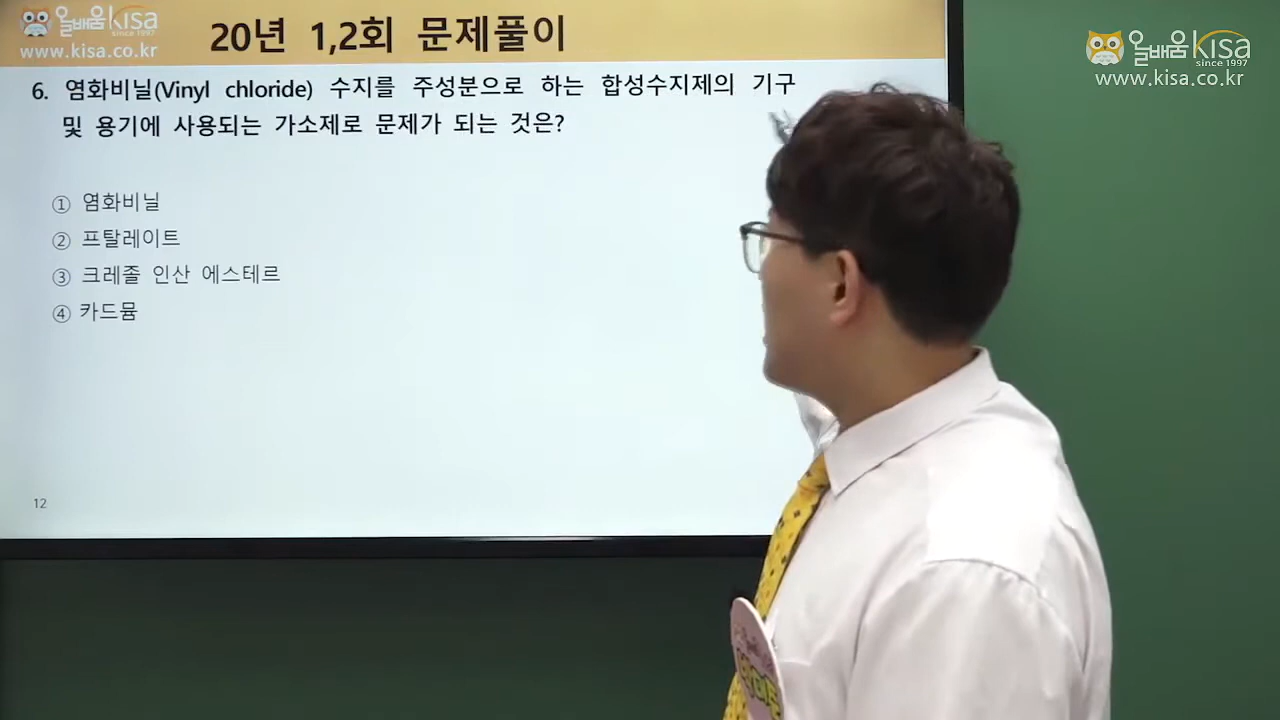 올배움kisa
since 1997
www.kisa.co.kr
20년 1,2회 문제풀이
올배움kisa
since 1997
www.kisa.co.kr
6. 염화비닐(Vinyl chloride) 수지를 주성분으로 하는 합성수지제의 기구
및 용기에 사용되는 가소제로 문제가 되는 것은?
① 염화비닐
② 프탈레이트
③ 크레졸 인산 에스테르
④ 카드뮴
12